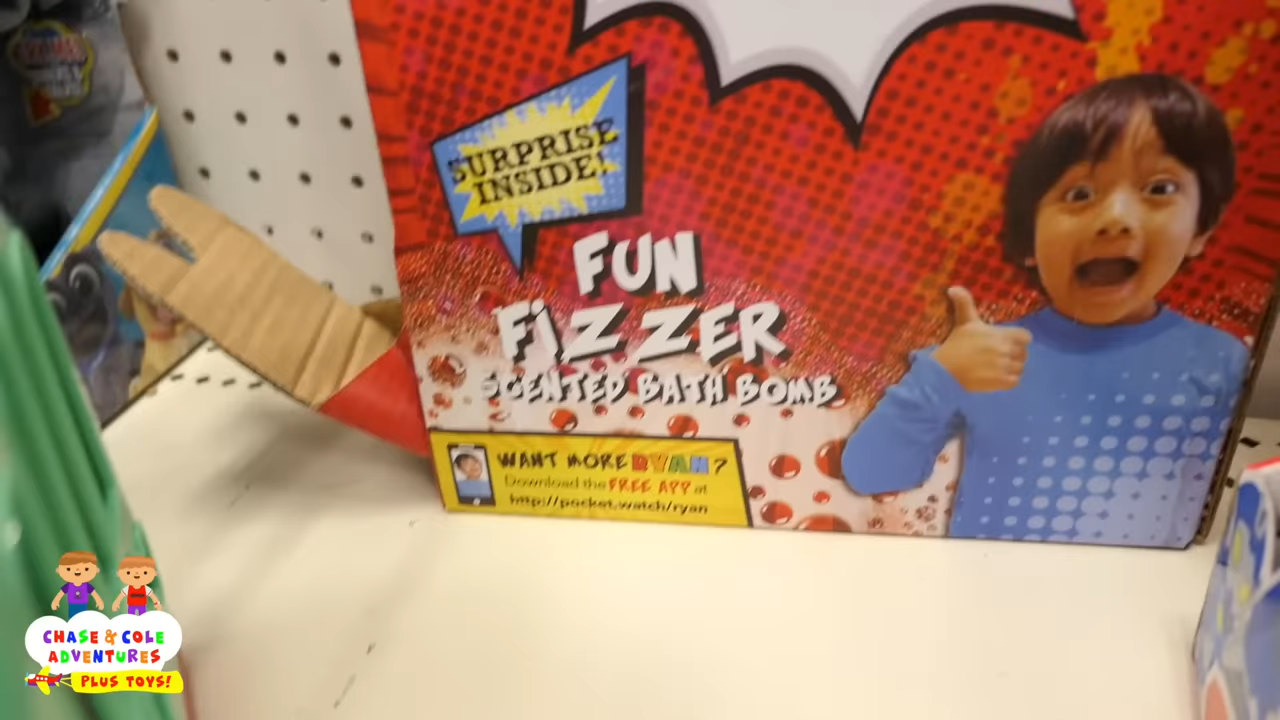 SURPRISE
INSIDE!
FUN
FIZZER
SCENTED BATH BOMB
WANT MORE RYAN?
Download the FREE APP at
http://pocket.watch/ryan
CHASE & COLE
ADVENTURES
PLUS TOYS!